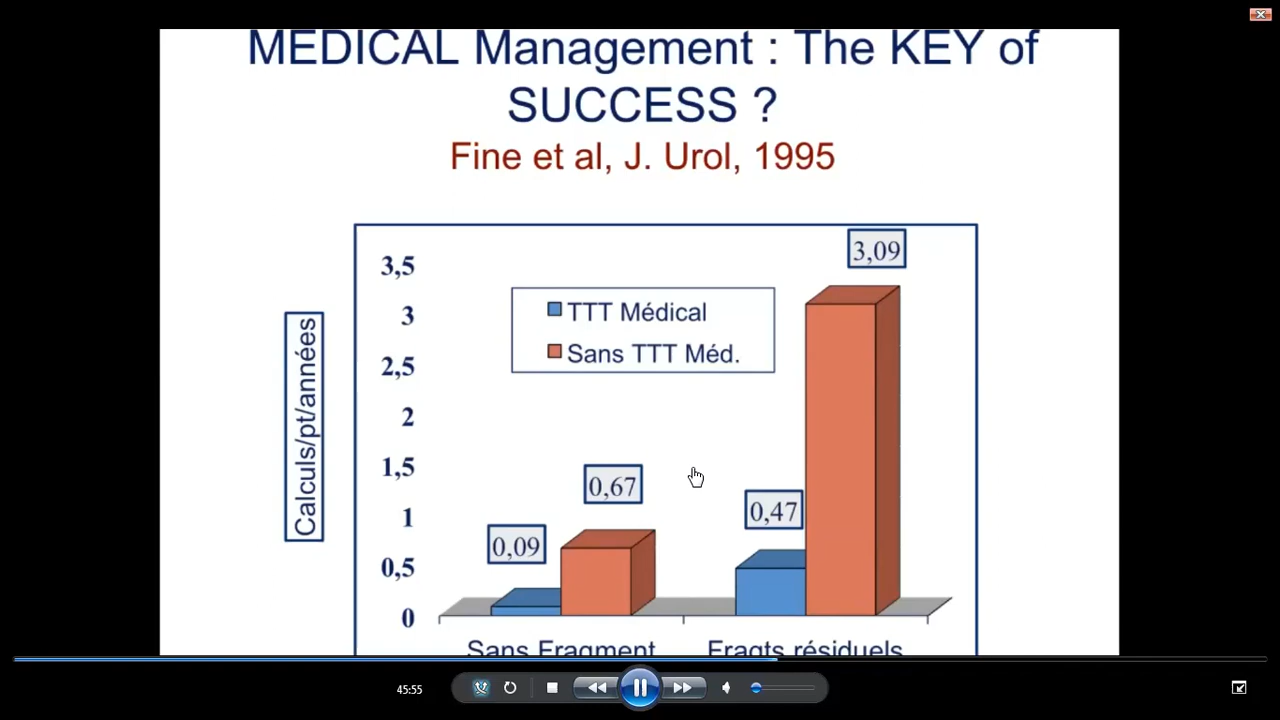 MEDICAL Management : The KEY of
SUCCESS ?
Fine et al, J. Urol, 1995
Calculs/pt/années
3,5
3
2,5
2
1,5
1
0,5
0
TTT Médical
Sans TTT Méd.
0,09
0,67
0,47
3,09
Sans Fragment
Fragts résiduels
45:55